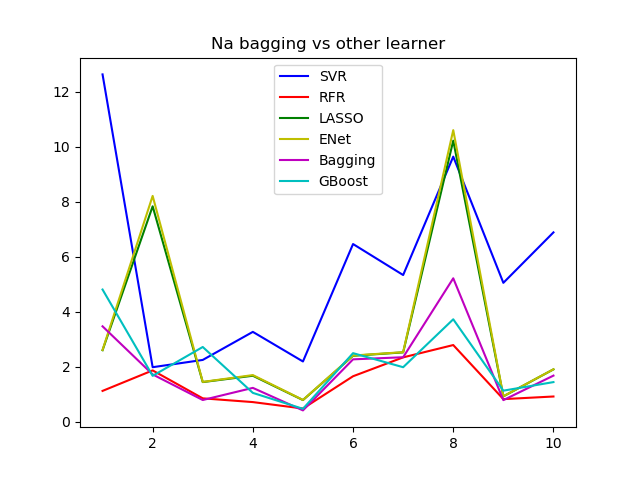 Na bagging vs other learner
SVR
RFR
LASSO
ENet
Bagging
GBoost
12
10
8
6
4
2
0
2 4 6 8 10